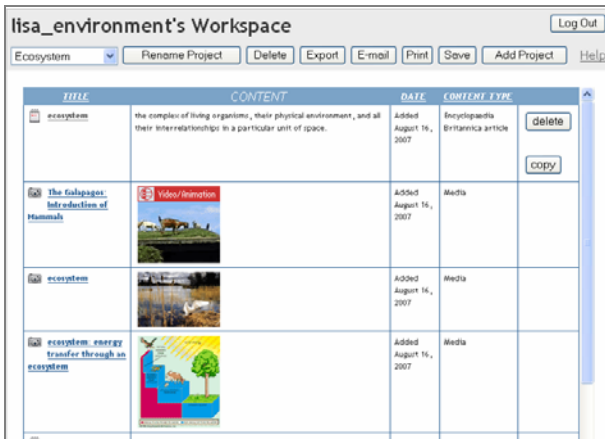 lisa_environment's Workspace
Log Out
Ecosystem Rename Project Delete Export E-mail Print Save Add Project Help
TITLE CONTENT DATE CONTENT TYPE
ecosystem
the complex of living organisms, their physical environment, and all
their interrelationships in a particular unit of space.
Added
August 16,
2007
Encyclopædia
Britannica article
delete
copy
The Galapagos:
Introduction of
Mammals
Video/Animation
Added
August 16,
2007
Media
ecosystem
Added
August 16,
2007
Media
ecosystem: energy
transfer through an
ecosystem
Added
August 16,
2007
Media